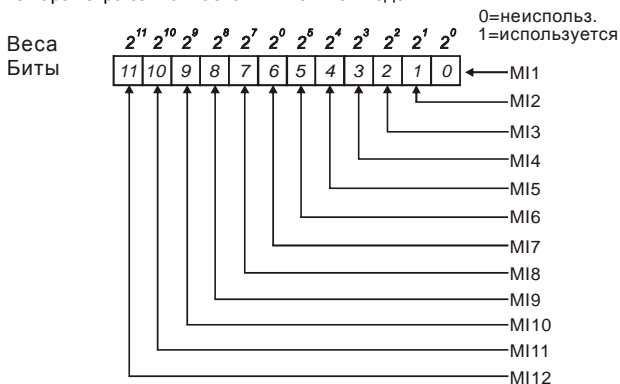 0=неиспольз.
1=используется
Веса 2¹¹ 2¹⁰ 2⁹ 2⁸ 2⁷ 2⁰ 2⁵ 2⁴ 2³ 2² 2¹ 2⁰
Биты 11 10 9 8 7 6 5 4 3 2 1 0
MI1
MI2
MI3
MI4
MI5
MI6
MI7
MI8
MI9
MI10
MI11
MI12